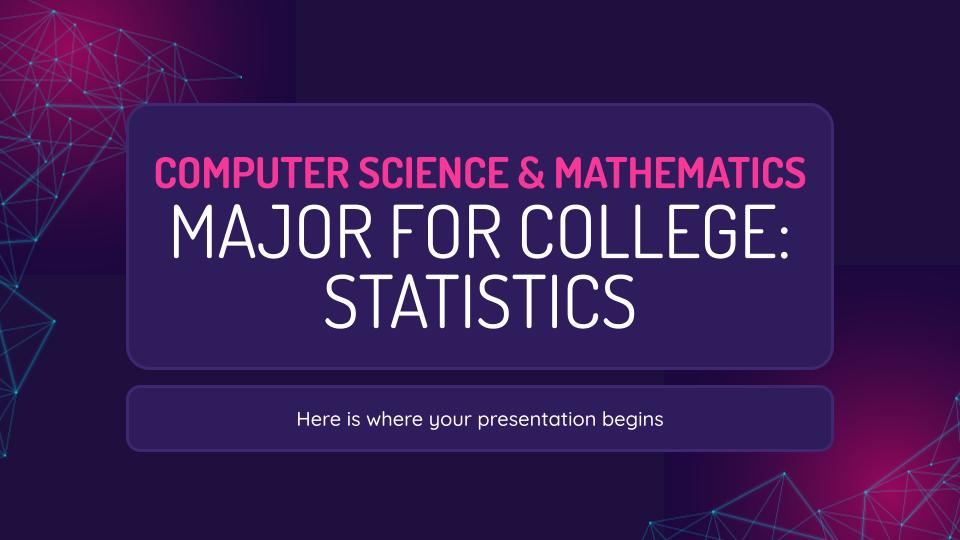 COMPUTER SCIENCE & MATHEMATICS
MAJOR FOR COLLEGE:
STATISTICS
Here is where your presentation begins